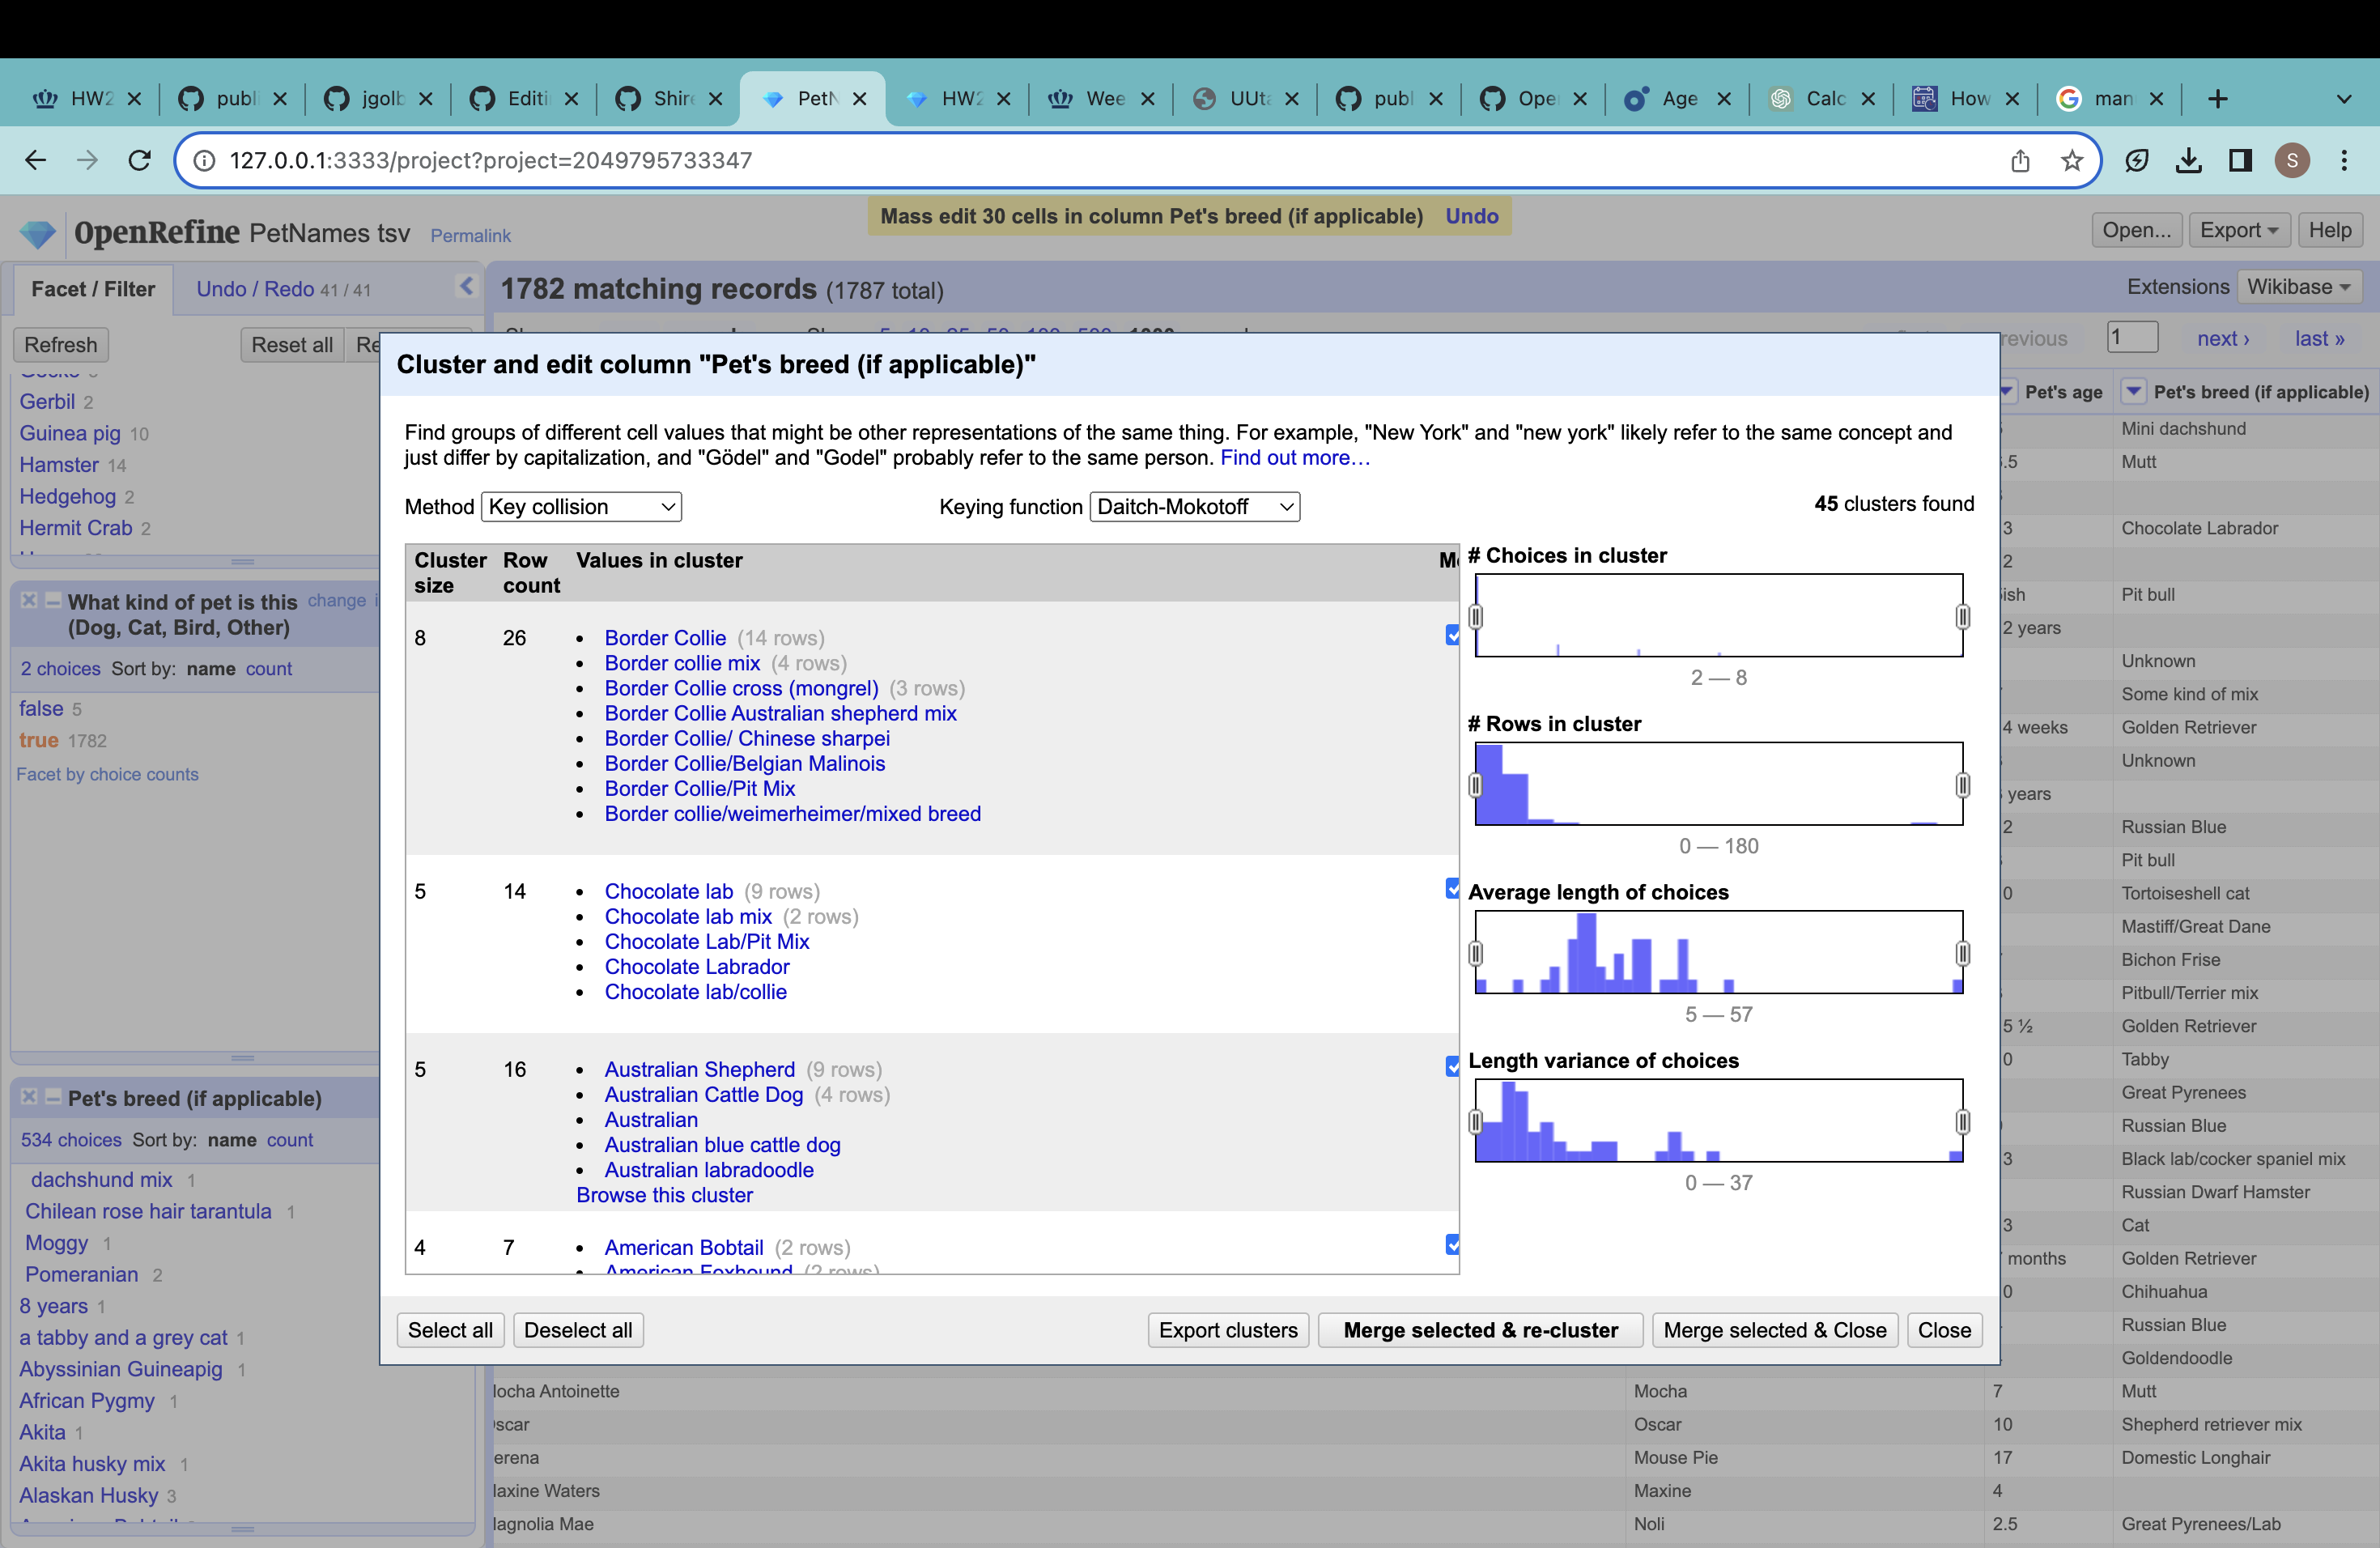 HW2
publi
jgolb
Editi
Shire
PetN
HW2
Wee
UUta
publ
Ope
Age
Calc
How
man
127.0.0.1:3333/project?project=2049795733347
S
OpenRefine PetNames tsv Permalink
Mass edit 30 cells in column Pet's breed (if applicable) Undo
Open... Export Help
Facet / Filter
Undo / Redo 41 / 41
1782 matching records (1787 total)
Extensions Wikibase
Refresh
Reset all
1
next ›
last »
Gerbil 2
Guinea pig 10
Hamster 14
Hedgehog 2
Hermit Crab 2
What kind of pet is this
(Dog, Cat, Bird, Other)
change
2 choices Sort by: name count
false 5
true 1782
Facet by choice counts
Pet's breed (if applicable)
534 choices Sort by: name count
dachshund mix 1
Chilean rose hair tarantula 1
Moggy 1
Pomeranian 2
8 years 1
a tabby and a grey cat 1
Abyssinian Guineapig 1
African Pygmy 1
Akita 1
Akita husky mix 1
Alaskan Husky 3
Cluster and edit column "Pet's breed (if applicable)"
Find groups of different cell values that might be other representations of the same thing. For example, "New York" and "new york" likely refer to the same concept and
just differ by capitalization, and "Gödel" and "Godel" probably refer to the same person. Find out more…
Method Key collision
Keying function Daitch-Mokotoff
45 clusters found
Cluster size
Row count
Values in cluster
8 26
Border Collie (14 rows)
Border collie mix (4 rows)
Border Collie cross (mongrel) (3 rows)
Border Collie Australian shepherd mix
Border Collie/ Chinese sharpei
Border Collie/Belgian Malinois
Border Collie/Pit Mix
Border collie/weimerheimer/mixed breed
5 14
Chocolate lab (9 rows)
Chocolate lab mix (2 rows)
Chocolate Lab/Pit Mix
Chocolate Labrador
Chocolate lab/collie
5 16
Australian Shepherd (9 rows)
Australian Cattle Dog (4 rows)
Australian
Australian blue cattle dog
Australian labradoodle
Browse this cluster
4 7
American Bobtail (2 rows)
American Foxhound (2 rows)
# Choices in cluster
2 — 8
# Rows in cluster
0 — 180
Average length of choices
5 — 57
Length variance of choices
0 — 37
Select all
Deselect all
Export clusters
Merge selected & re-cluster
Merge selected & Close
Close
Pet's age
Pet's breed (if applicable)
Mini dachshund
.5 Mutt
3 Chocolate Labrador
2
ish Pit bull
2 years
Unknown
Some kind of mix
4 weeks Golden Retriever
Unknown
years
2 Russian Blue
Pit bull
0 Tortoiseshell cat
Mastiff/Great Dane
Bichon Frise
Pitbull/Terrier mix
5 ½ Golden Retriever
0 Tabby
Great Pyrenees
Russian Blue
3 Black lab/cocker spaniel mix
Russian Dwarf Hamster
3 Cat
months Golden Retriever
0 Chihuahua
Russian Blue
Goldendoodle
Mocha Antoinette Mocha 7 Mutt
Oscar Oscar 10 Shepherd retriever mix
erena Mouse Pie 17 Domestic Longhair
Maxine Waters Maxine 4
Magnolia Mae Noli 2.5 Great Pyrenees/Lab